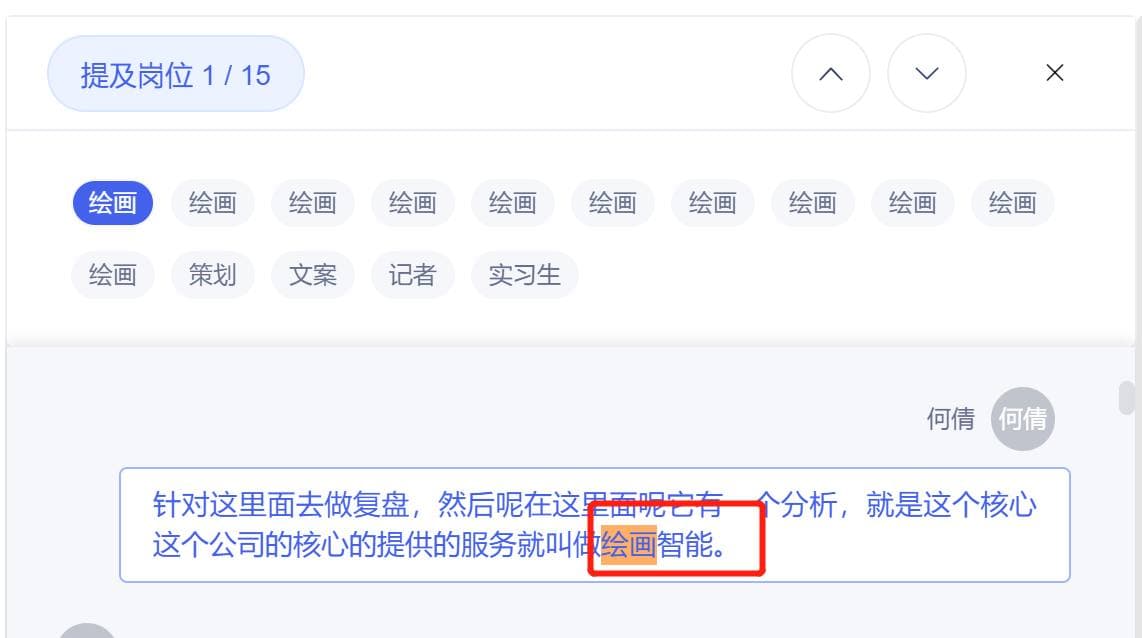 提及岗位 1 / 15
绘画 绘画 绘画 绘画 绘画 绘画 绘画 绘画 绘画 绘画
绘画 策划 文案 记者 实习生
何倩 何倩
针对这里面去做复盘，然后呢在这里面呢它有一个分析，就是这个核心
这个公司的核心的提供的服务就叫做绘画智能。